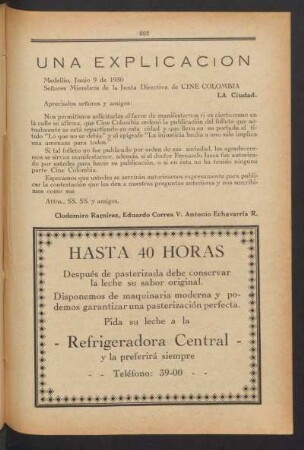 602
UNA EXPLICACION
Medellín, Junio 9 de 1930
Señores Miembros de la Junta Directiva de CINE COLOMBIA
LA Ciudad.
Apreciados señores y amigos:
Nos permitimos solicitarles el favor de manifestarnos si es cierto como en
la calle se afirma, que Cine Colombia ordenó la publicación del folleto que ac-
tualmente se está repartiendo en esta cidad y que lleva en su portada el tí-
tulo "Lo que no se debía" y el epígrafe "La injusticia hecha a uno solo implica
una amenaza para todos."
Si tal folleto no fue publicado por orden de esa sociedad, les agradecere-
mos se sirvan manifestarnos, además, si el doctor Fernando Isaza fue autoriza-
do por ustedes para hacer su publicación, o si en ésta no ha tenido ninguna
parte Cine Colombia.
Esperamos que ustedes se servirán autorizarnos expresamente para publi-
car la contestación que les den a nuestras preguntas anteriores y nos suscribi-
mos como sus
Attos., SS. SS. y amigos.
Clodomiro Ramírez, Eduardo Correa V. Antonio Echavarría R.
HASTA 40 HORAS
Después de pasterizada debe conservar
la leche su sabor original.
Disponemos de maquinaria moderna y po-
demos garantizar una pasterización perfecta.
Pida su leche a la
- Refrigeradora Central -
y la preferirá siempre
- - Teléfono: 39-00 - -